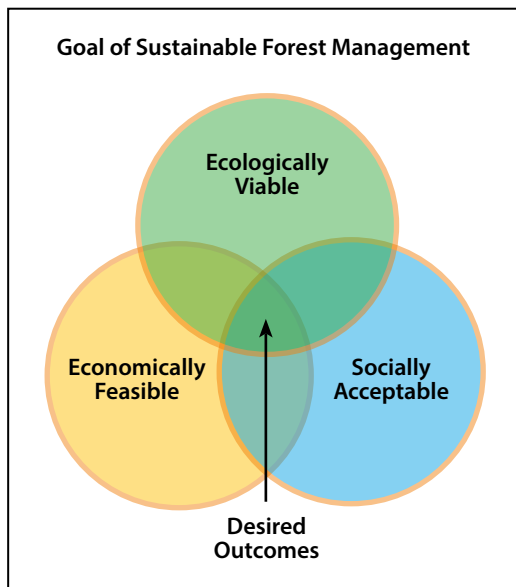 Goal of Sustainable Forest Management
Ecologically
Viable
Economically
Feasible
Socially
Acceptable
Desired
Outcomes